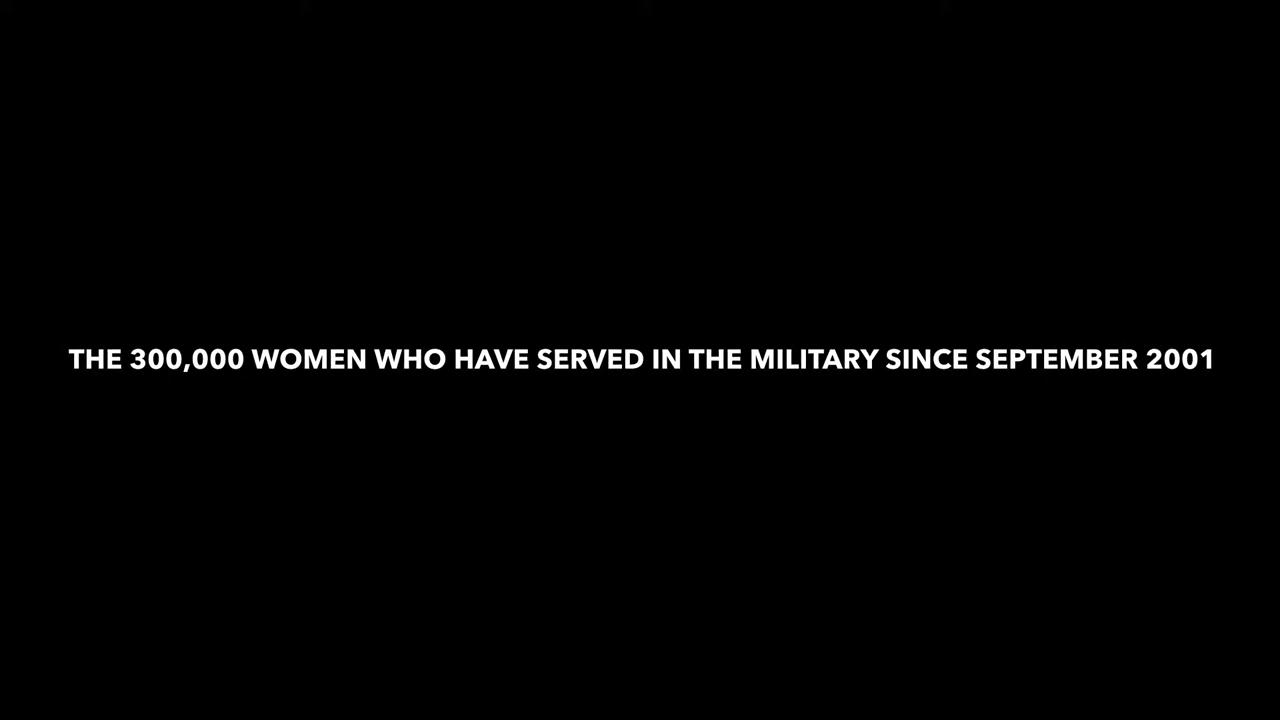 THE 300,000 WOMEN WHO HAVE SERVED IN THE MILITARY SINCE SEPTEMBER 2001